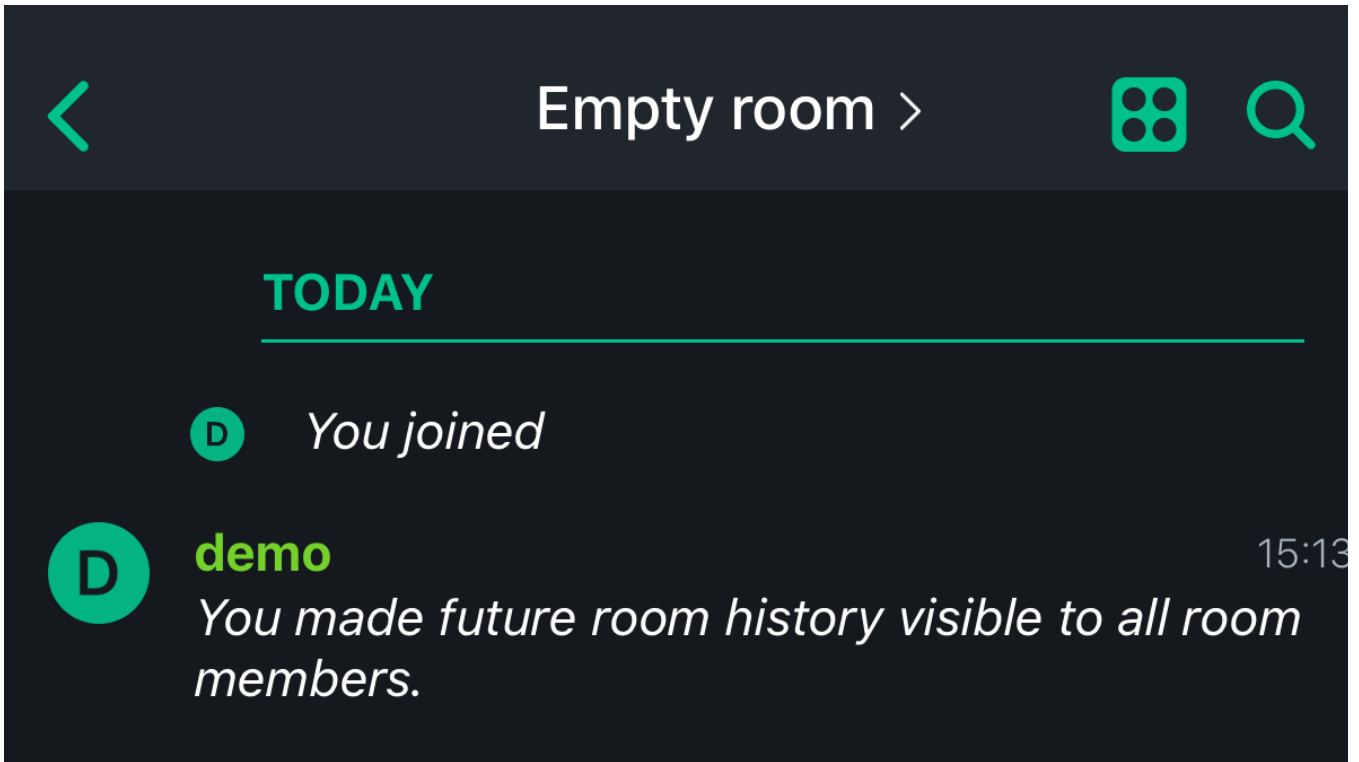 Empty room >
TODAY
D You joined
D demo 15:13
You made future room history visible to all room
members.